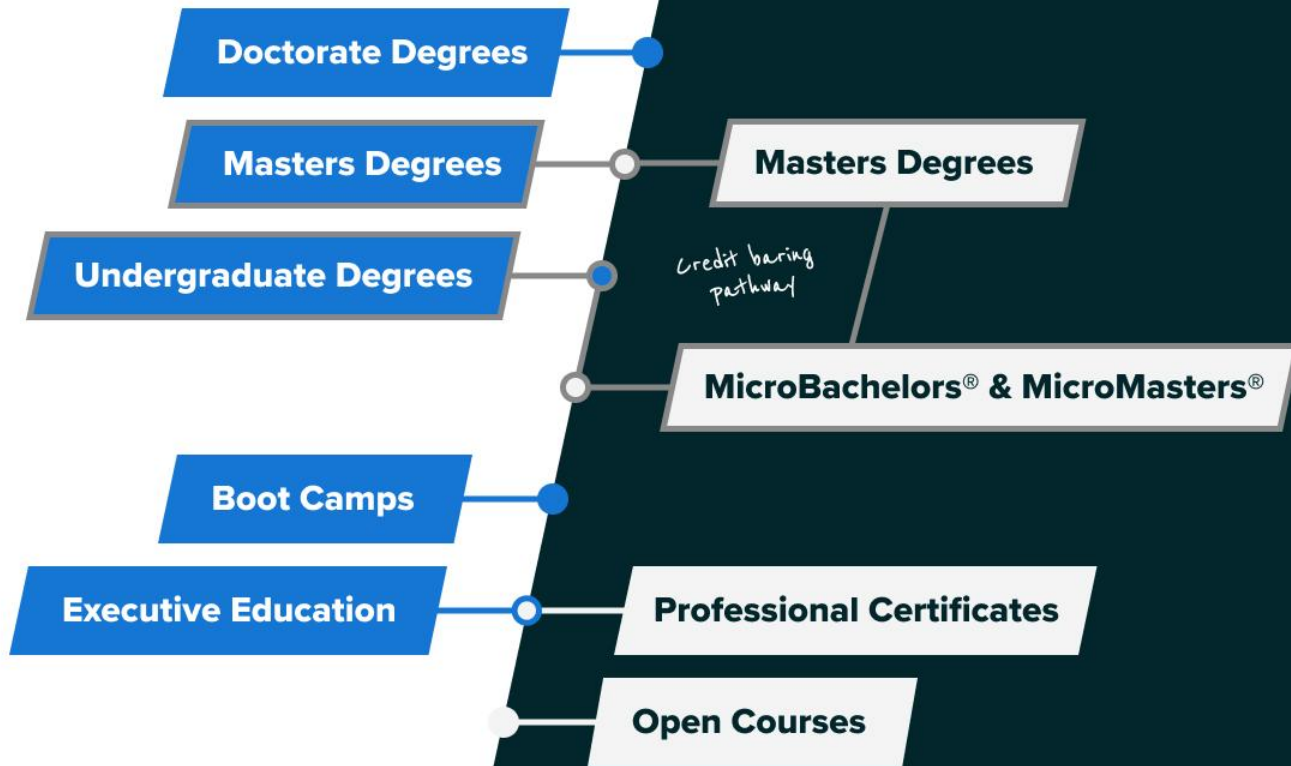 Doctorate Degrees
Masters Degrees
Masters Degrees
Undergraduate Degrees
credit baring
pathway
MicroBachelors® & MicroMasters®
Boot Camps
Executive Education
Professional Certificates
Open Courses